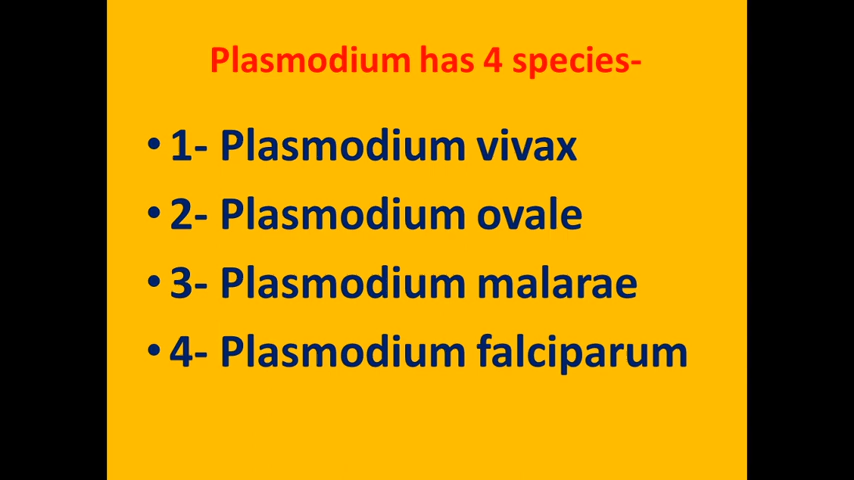 Plasmodium has 4 species-
• 1- Plasmodium vivax
• 2- Plasmodium ovale
• 3- Plasmodium malarae
• 4- Plasmodium falciparum